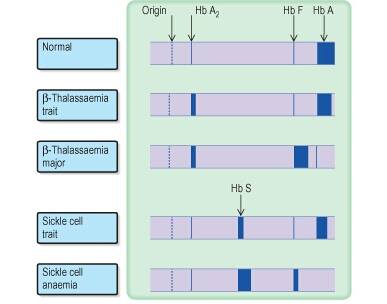 Origin Hb A₂ Hb F Hb A
Normal
β-Thalassaemia
trait
β-Thalassaemia
major
Hb S
Sickle cell
trait
Sickle cell
anaemia